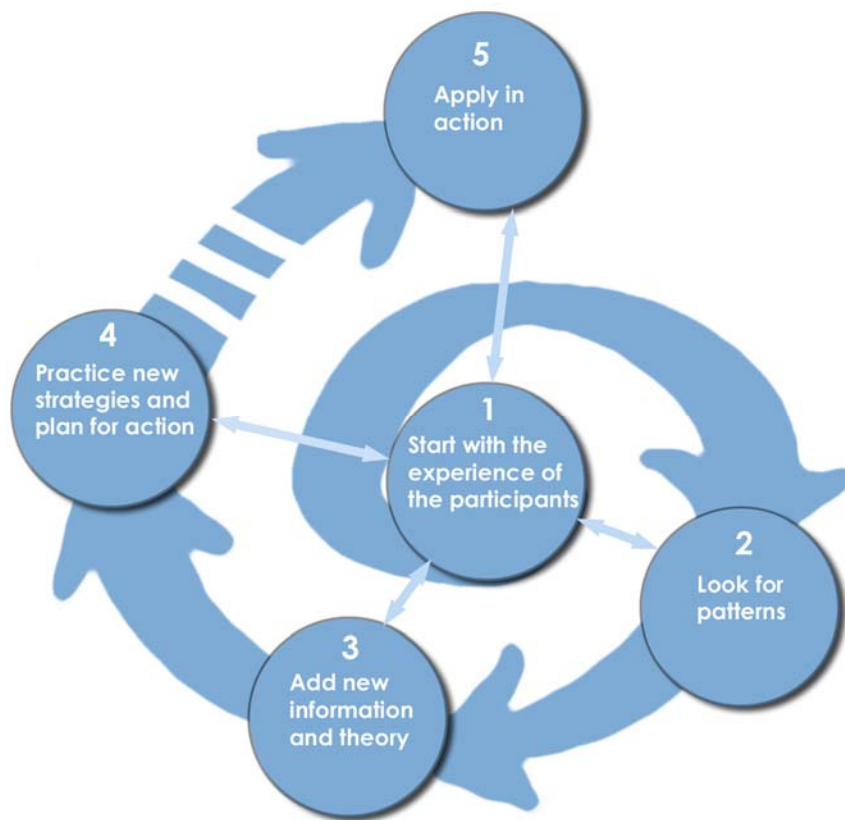 1
Start with the
experience of
the participants
2
Look for
patterns
3
Add new
information
and theory
4
Practice new
strategies and
plan for action
5
Apply in
action